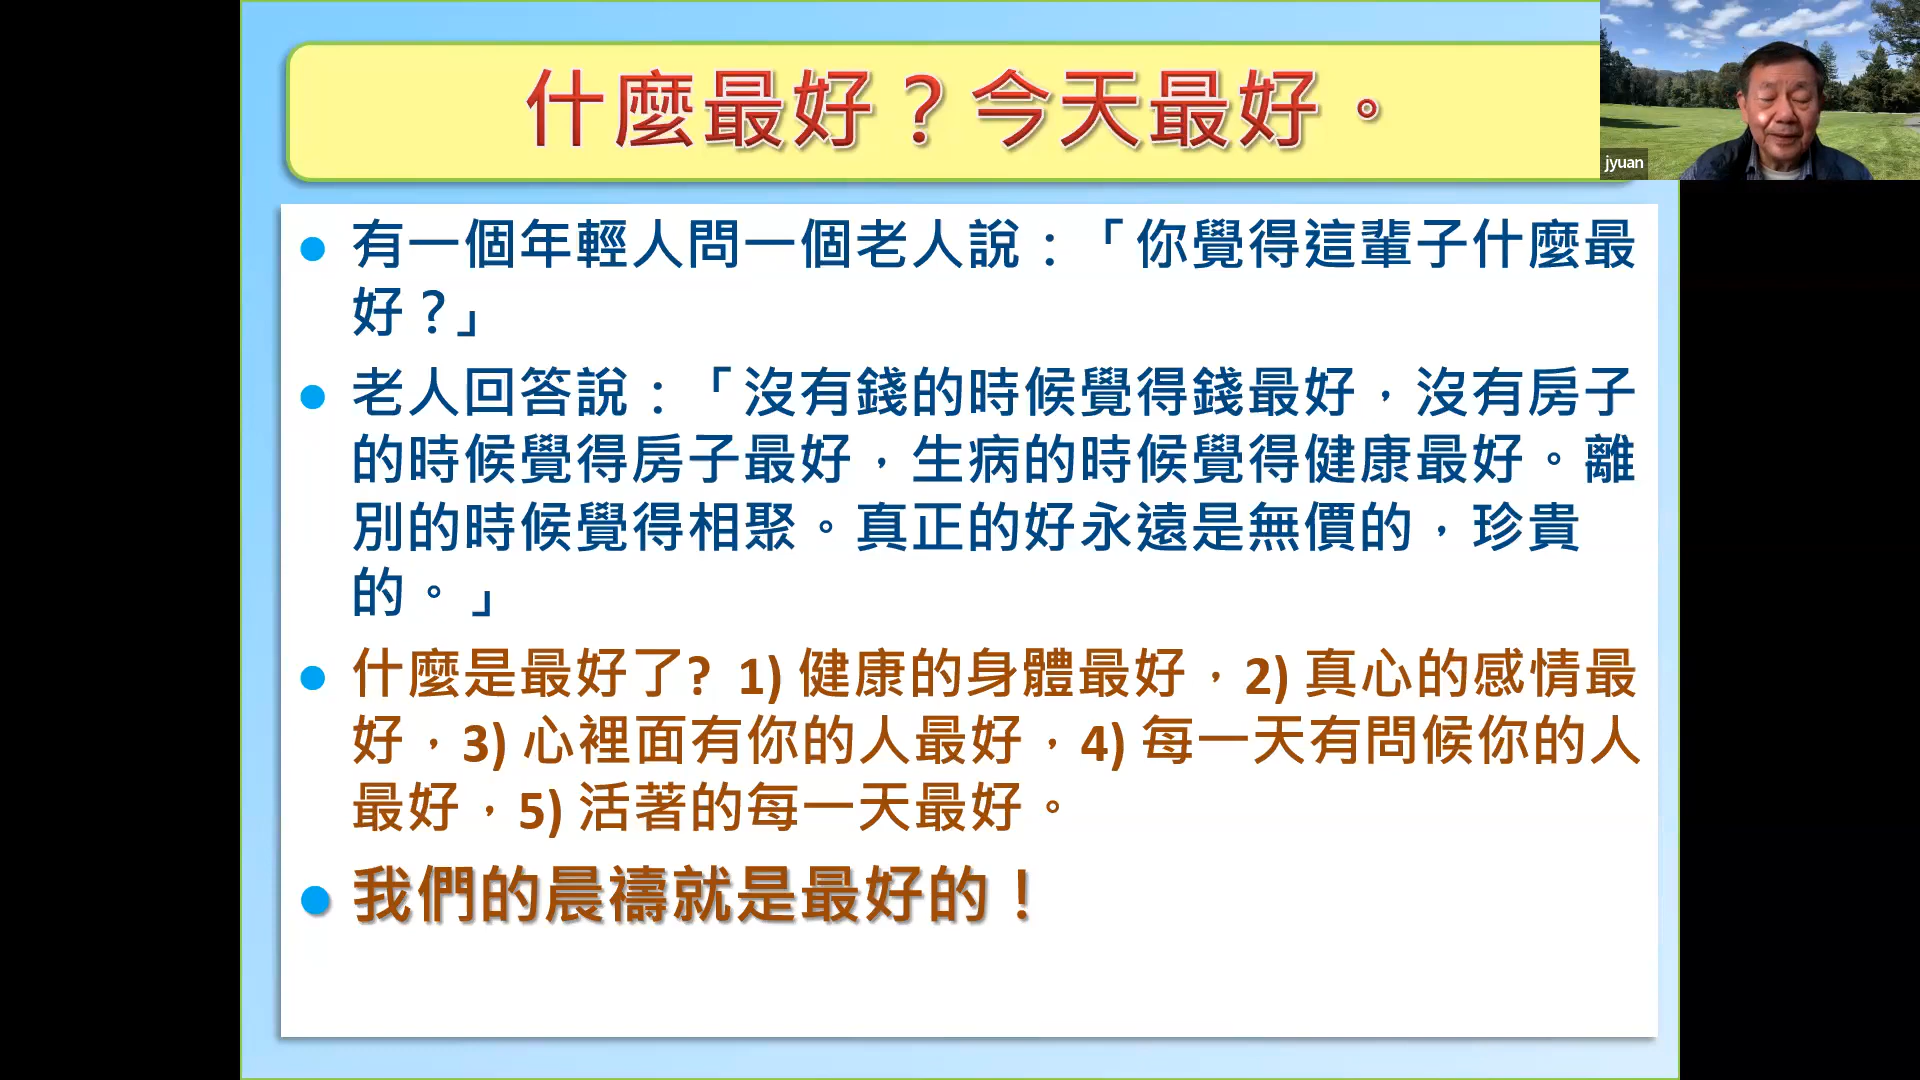 什麼最好？今天最好。
jyuan
有一個年輕人問一個老人說：「你覺得這輩子什麼最
好？」
老人回答說：「沒有錢的時候覺得錢最好，沒有房子
的時候覺得房子最好，生病的時候覺得健康最好。離
別的時候覺得相聚。真正的好永遠是無價的，珍貴
的。」
什麼是最好了? 1) 健康的身體最好，2) 真心的感情最
好，3) 心裡面有你的人最好，4) 每一天有問候你的人
最好，5) 活著的每一天最好。
我們的晨禱就是最好的！